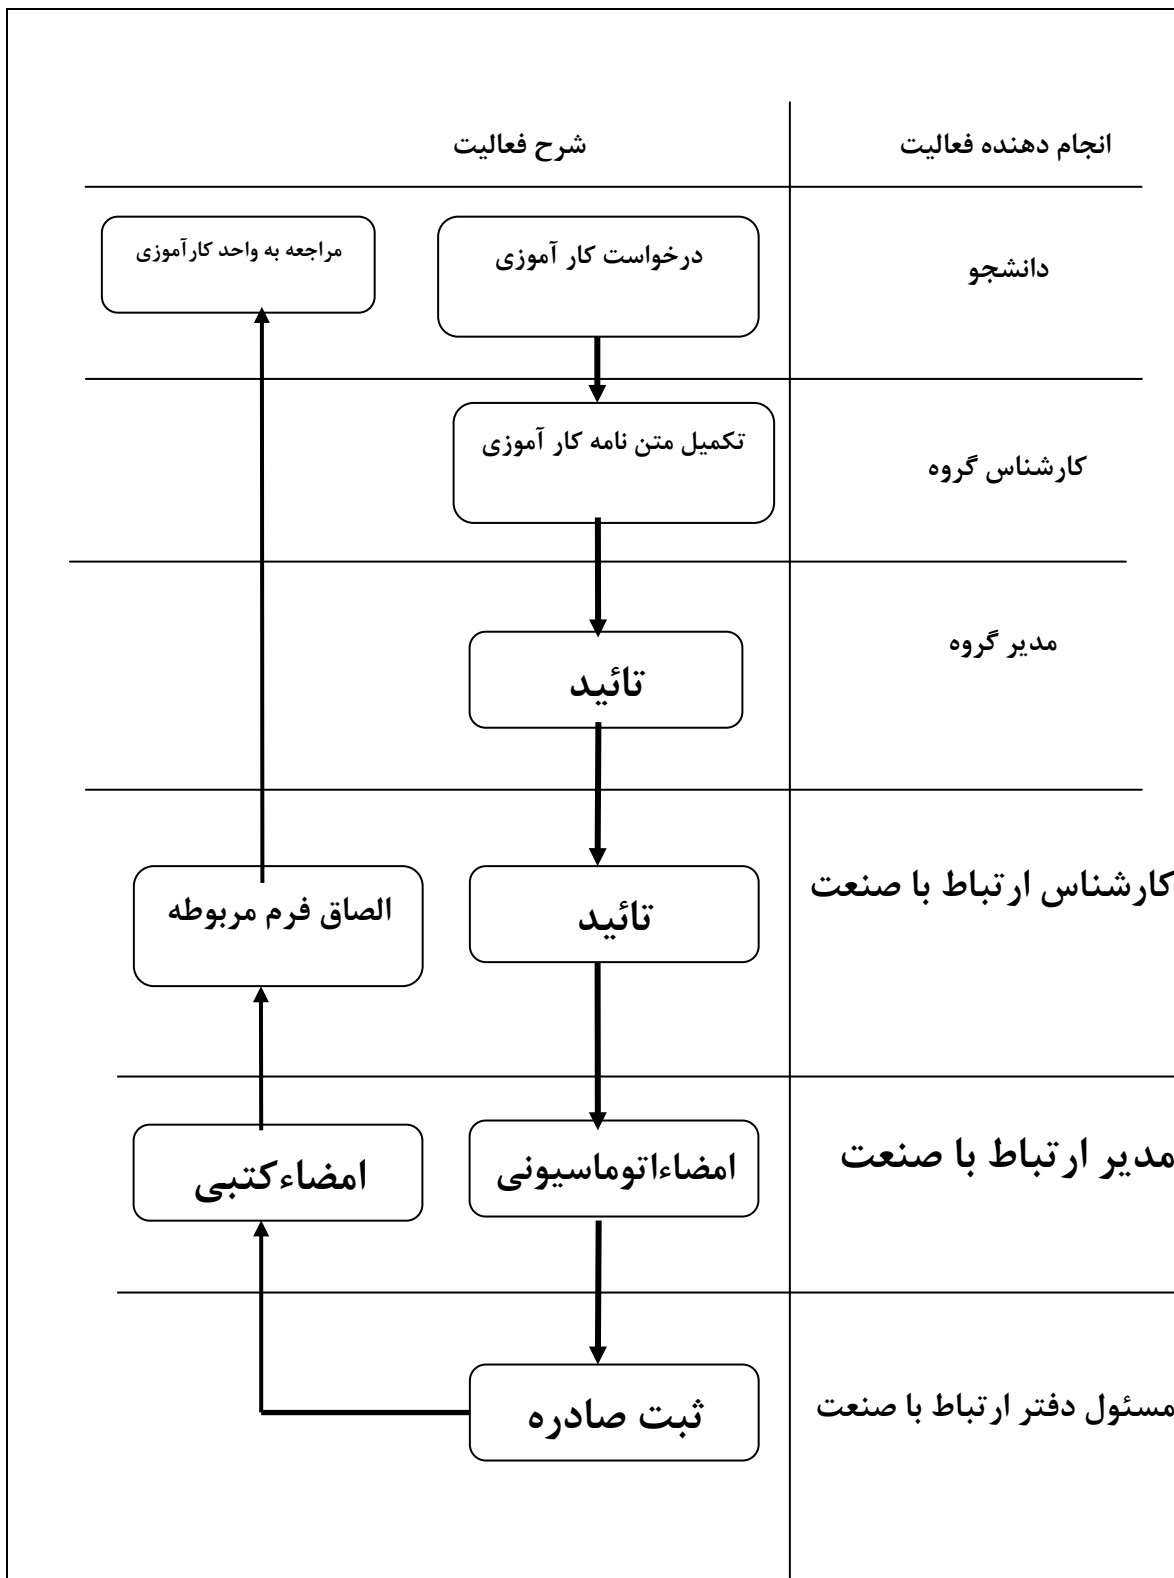 انجام دهنده فعالیت
شرح فعالیت
دانشجو
درخواست کار آموزی
مراجعه به واحد کارآموزی
کارشناس گروه
تکمیل متن نامه کار آموزی
مدیر گروه
تائید
کارشناس ارتباط با صنعت
تائید
الصاق فرم مربوطه
مدیر ارتباط با صنعت
امضاءاتوماسیونی
امضاءکتبی
مسئول دفتر ارتباط با صنعت
ثبت صادره